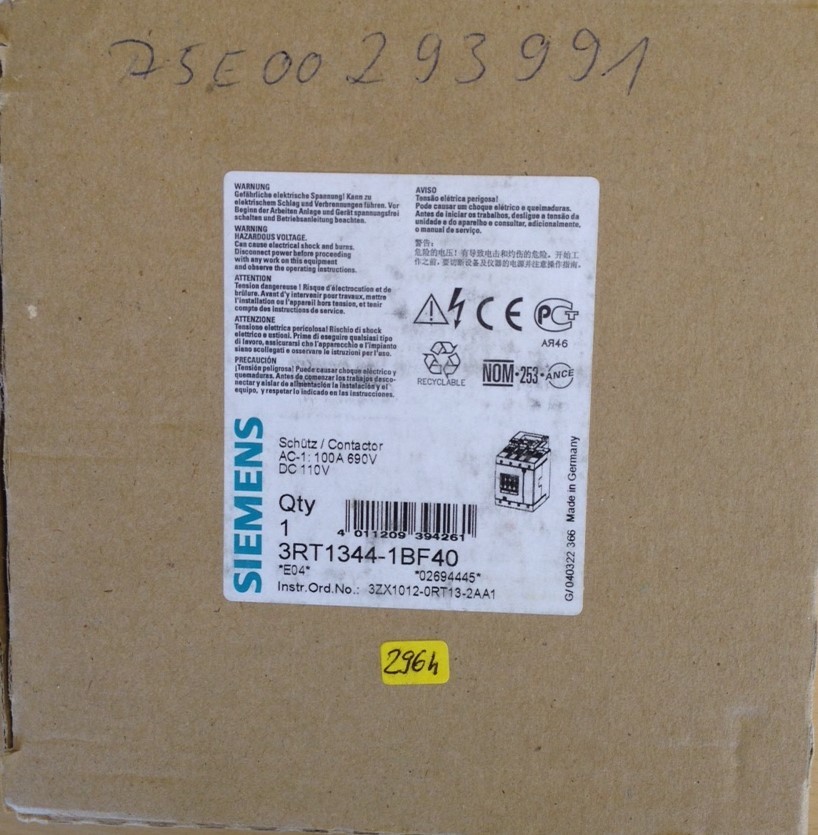 A5E00293991
WARNUNG
Gefährliche elektrische Spannung! Kann zu
elektrischem Schlag und Verbrennungen führen. Vor
Beginn der Arbeiten Anlage und Gerät spannungsfrei
schalten und Betriebsanleitung beachten.
WARNING
HAZARDOUS VOLTAGE.
Can cause electrical shock and burns.
Disconnect power before proceeding
with any work on this equipment
and observe the operating instructions.
ATTENTION
Tension dangereuse ! Risque d'électrocution et de
brûlure. Avant d'y intervenir pour travaux, mettre
l'installation ou l'appareil hors tension, et tenir
compte des instructions de service.
ATTENZIONE
Tensione elettrica pericolosa! Rischio di shock
elettrico e ustioni. Prima di eseguire qualsiasi tipo
di lavoro, assicurarsi che l'apparecchio e l'impianto
siano scollegati e osservare le istruzioni per l'uso.
PRECAUCIÓN
¡Tensión peligrosa! Puede causar choque eléctrico y
quemaduras. Antes de comenzar los trabajos desco-
nectar y aislar de alimentación la instalación y el
equipo, y respetar lo indicado en las instrucciones.
AVISO
Tensão elétrica perigosa!
Pode causar um choque elétrico e queimaduras.
Antes de iniciar os trabalhos, desligue a tensão da
unidade e do aparelho e consultar, adicionalmente,
o manual de serviço.
警告:
危险的电压!有导致电击和灼伤的危险。开始工
作之前,要切断设备及仪器的电源并注意操作指南。
CE
PCT
АЯ46
RECYCLABLE
NOM-253-ANCE
SIEMENS
Schütz / Contactor
AC-1: 100A 690V
DC 110V
Qty
1
4 011209 394261
3RT1344-1BF40
*E04* *02694445*
Instr.Ord.No.: 3ZX1012-0RT13-2AA1
G/040322 366 Made in Germany
296h